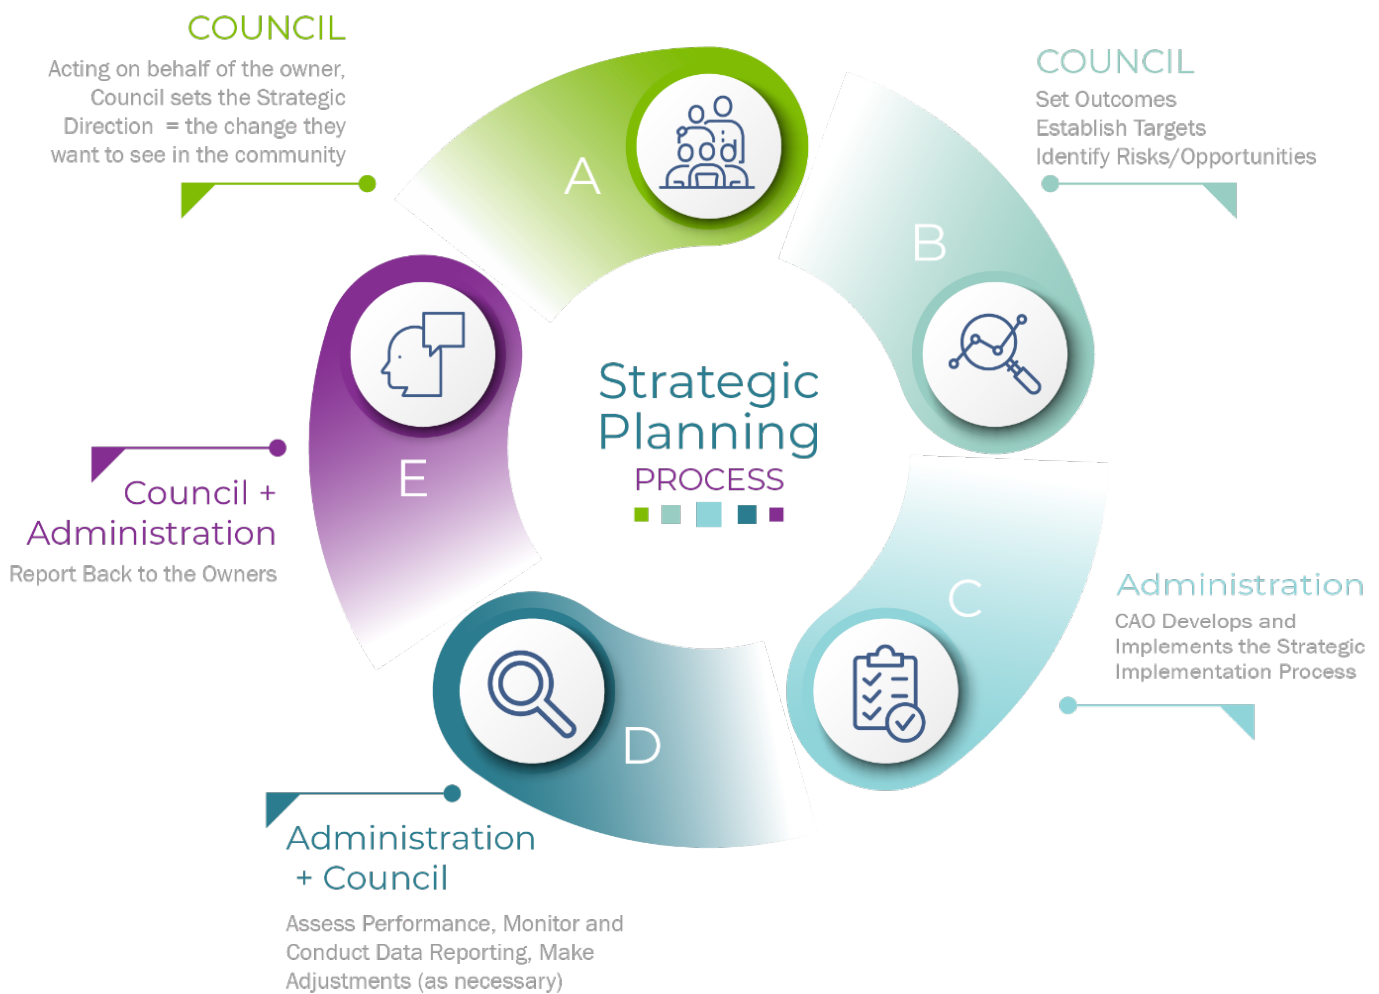 COUNCIL
Acting on behalf of the owner,
Council sets the Strategic
Direction = the change they
want to see in the community
A
COUNCIL
Set Outcomes
Establish Targets
Identify Risks/Opportunities
B
Strategic
Planning
PROCESS
C
Administration
CAO Develops and
Implements the Strategic
Implementation Process
D
Administration
+ Council
Assess Performance, Monitor and
Conduct Data Reporting, Make
Adjustments (as necessary)
E
Council +
Administration
Report Back to the Owners